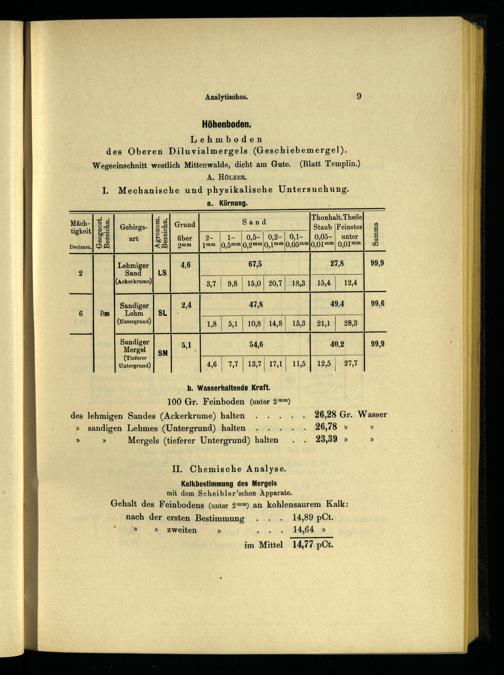 Analytisches. 9
Höhenboden.
Lehmboden
des Oberen Diluvialmergels (Geschiebemergel).
Wegeeinschnitt westlich Mittenwalde, dicht am Gute. (Blatt Templin.)
A. HÖLZER.
I. Mechanische und physikalische Untersuchung.
a. Körnung.
Mäch-tigkeit Decimet. Geognost. Bezeichn. Gebirgs-art Agronom. Bezeichn. Grand über 2mm Sand Thonhalt. Theile Summa
Staub Feinstes
2-1mm 1-0,5mm 0,5-0,2mm 0,2-0,1mm 0,1-0,05mm 0,05-0,01mm unter 0,01mm
2 Lehmiger Sand (Ackerkrume) LS 4,6 67,5 27,8 99,9
3,7 9,8 15,0 20,7 18,3 15,4 12,4
6 ∂m Sandiger Lehm (Untergrund) SL 2,4 47,8 49,4 99,6
1,8 5,1 10,8 14,8 15,3 21,1 28,3
Sandiger Mergel (Tieferer Untergrund) SM 5,1 54,6 40,2 99,9
4,6 7,7 13,7 17,1 11,5 12,5 27,7
b. Wasserhaltende Kraft.
100 Gr. Feinboden (unter 2mm)
des lehmigen Sandes (Ackerkrume) halten . . . . . 26,28 Gr. Wasser
» sandigen Lehmes (Untergrund) halten . . . . . 26,78 » »
» » Mergels (tieferer Untergrund) halten . . 23,39 » »
II. Chemische Analyse.
Kalkbestimmung des Mergels
mit dem Scheibler'schen Apparate.
Gehalt des Feinbodens (unter 2mm) an kohlensaurem Kalk:
nach der ersten Bestimmung . . . 14,89 pCt.
» » zweiten » . . . 14,64 »
im Mittel 14,77 pCt.